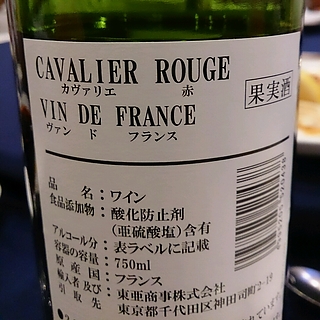 CAVALIER ROUGE
カヴァリエ 赤
果実酒
VIN DE FRANCE
ヴァン ド フランス
品名:ワイン
食品添加物:酸化防止剤
(亜硫酸塩)含有
アルコール分:表ラベルに記載
容器の容量:750ml
原産国:フランス
輸入者及び引取先:東亜商事株式会社
東京都千代田区神田司町2-19